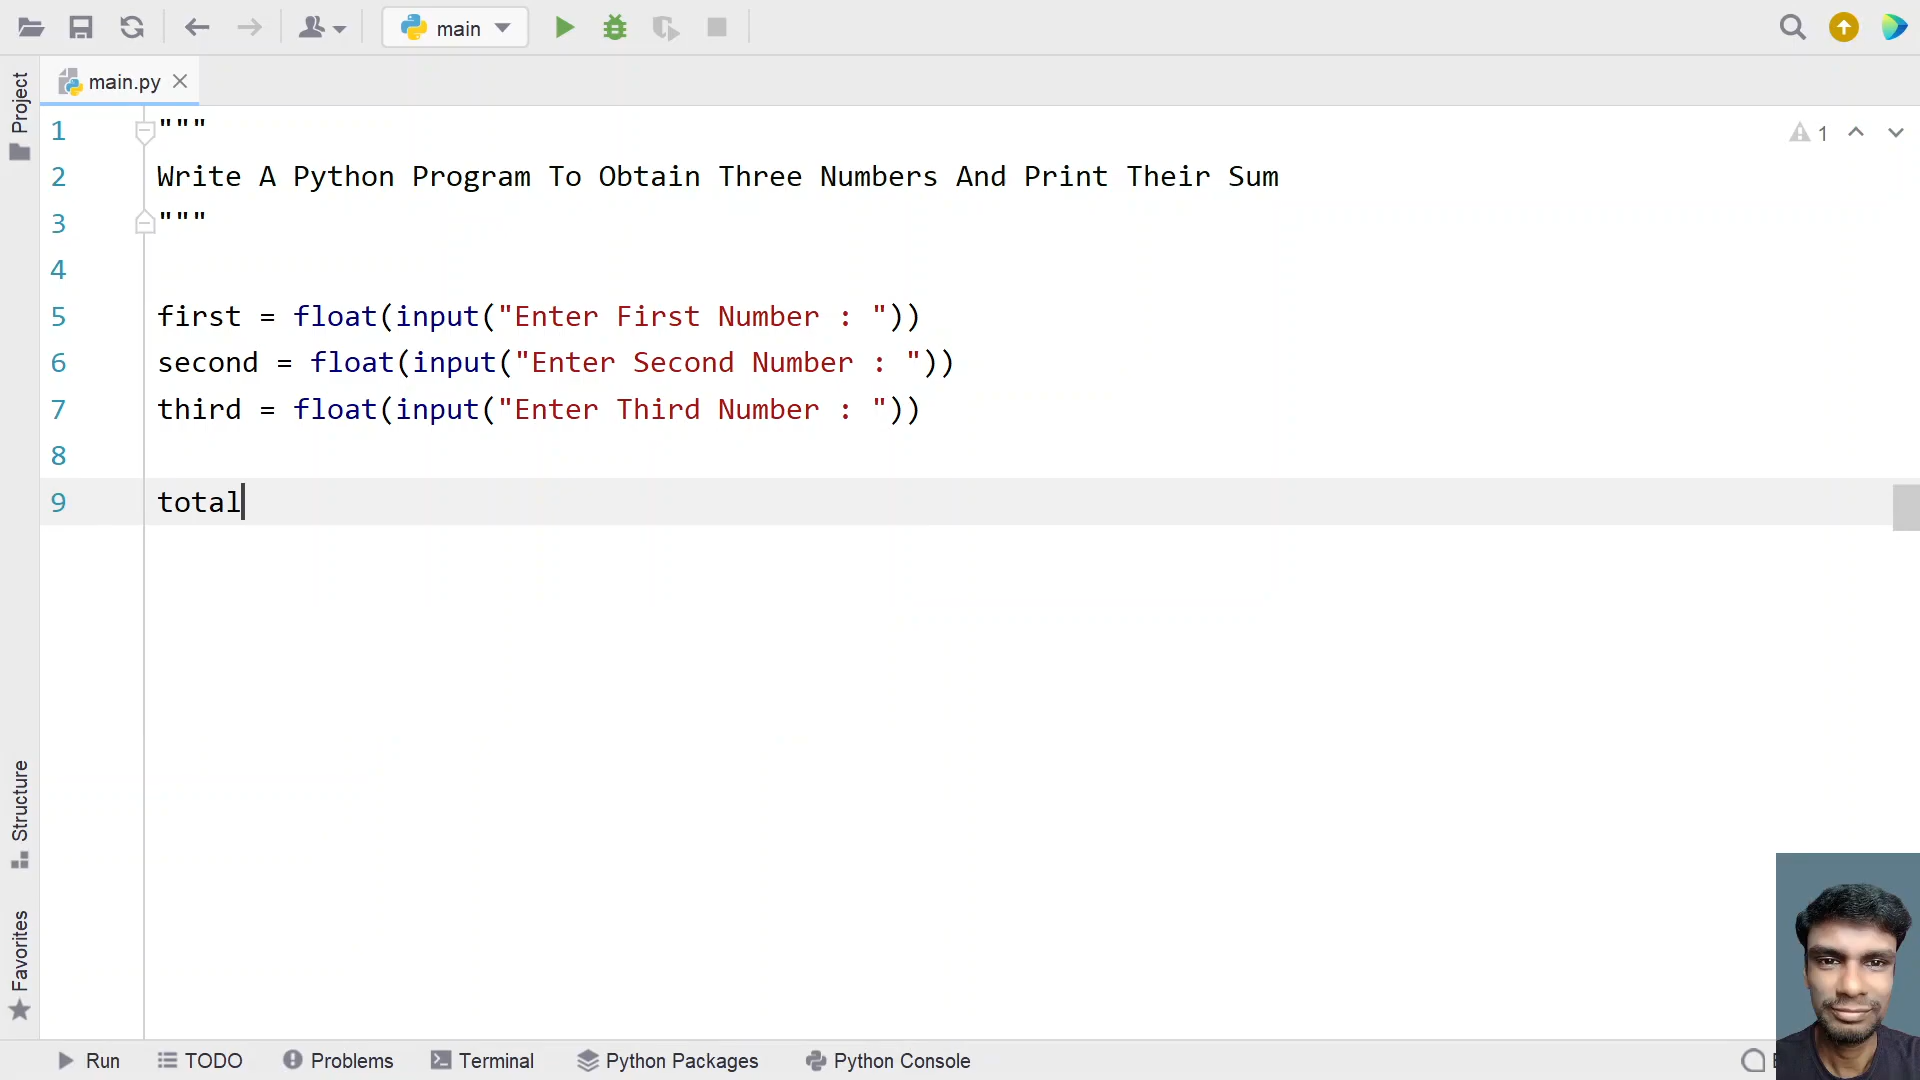 main
main.py
1
Project
1 """
2 Write A Python Program To Obtain Three Numbers And Print Their Sum
3 """
4
5 first = float(input("Enter First Number : "))
6 second = float(input("Enter Second Number : "))
7 third = float(input("Enter Third Number : "))
8
9 total
Structure
Favorites
Run TODO Problems Terminal Python Packages Python Console